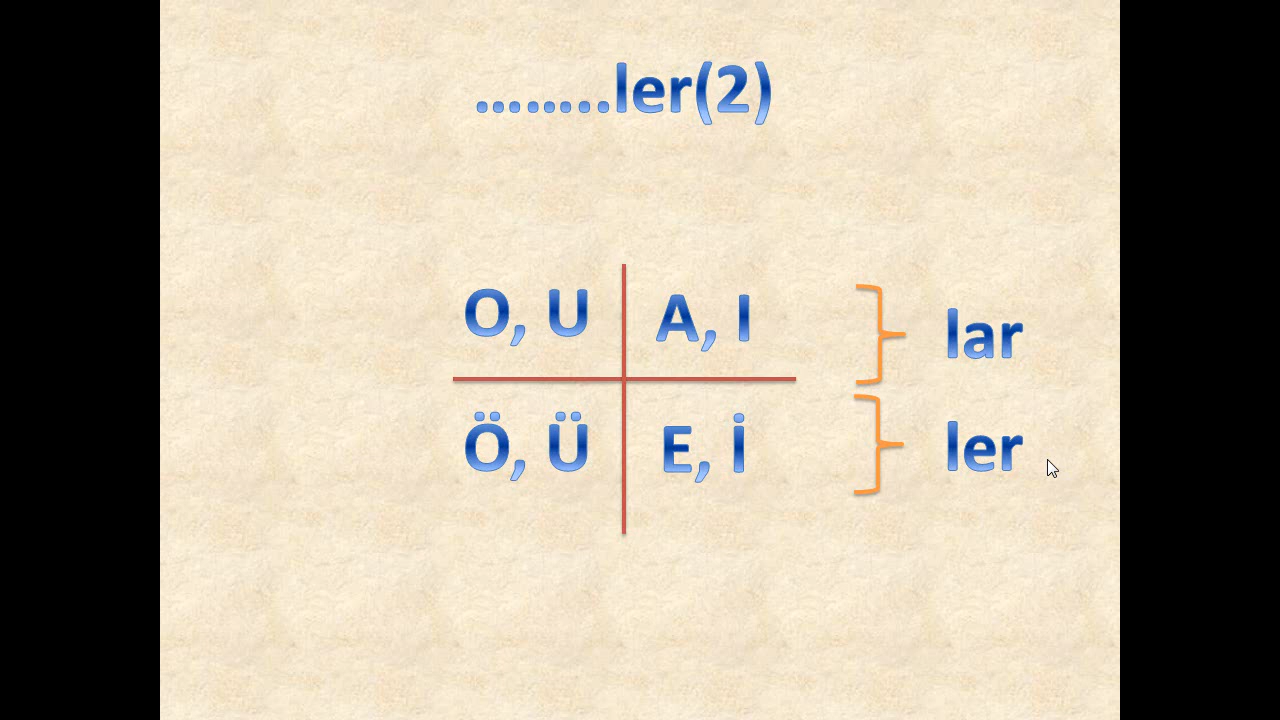 ........ler(2)
O, U A, I lar
Ö, Ü E, İ ler